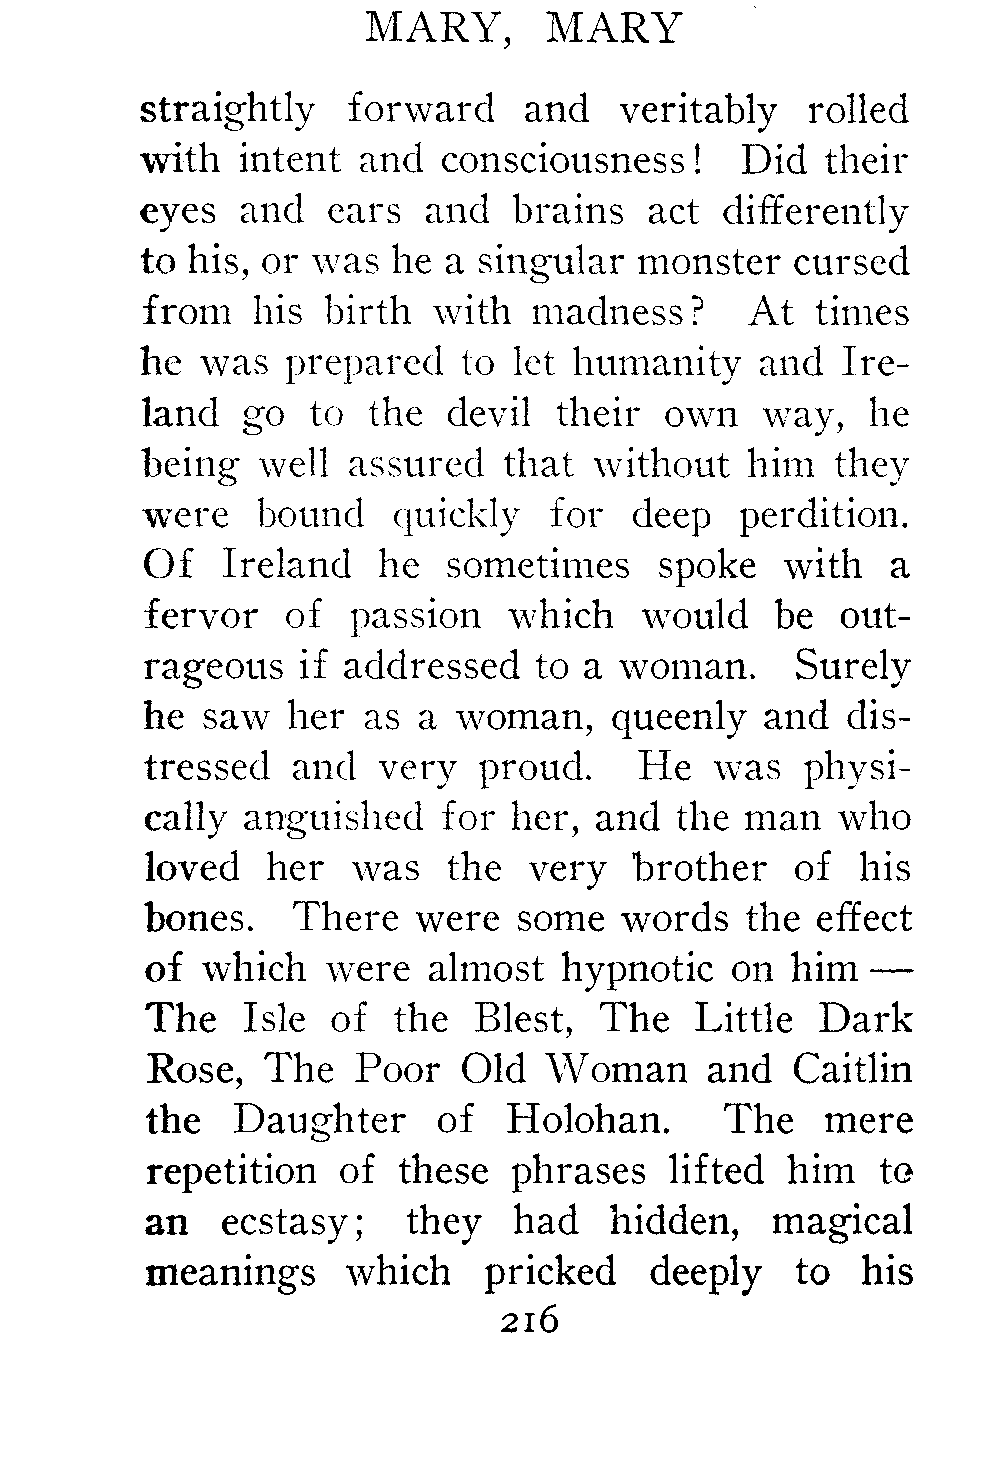 MARY, MARY
straightly forward and veritably rolled
with intent and consciousness! Did their
eyes and ears and brains act differently
to his, or was he a singular monster cursed
from his birth with madness? At times
he was prepared to let humanity and Ire-
land go to the devil their own way, he
being well assured that without him they
were bound quickly for deep perdition.
Of Ireland he sometimes spoke with a
fervor of passion which would be out-
rageous if addressed to a woman. Surely
he saw her as a woman, queenly and dis-
tressed and very proud. He was physi-
cally anguished for her, and the man who
loved her was the very brother of his
bones. There were some words the effect
of which were almost hypnotic on him —
The Isle of the Blest, The Little Dark
Rose, The Poor Old Woman and Caitlin
the Daughter of Holohan. The mere
repetition of these phrases lifted him to
an ecstasy; they had hidden, magical
meanings which pricked deeply to his
216